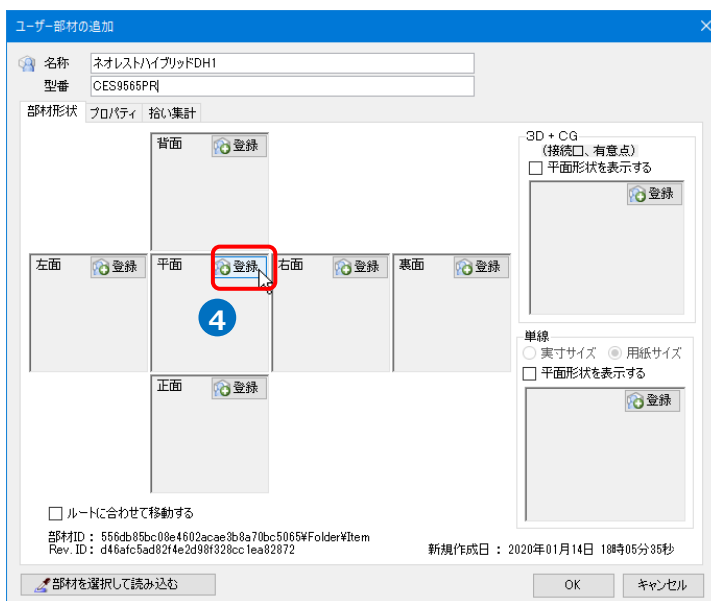 ユーザー部材の追加
名称 ネオレストハイブリッドDH1
型番 CES9565PR
部材形状 プロパティ 拾い集計
背面 登録
3D + CG
(接続口、有意点)
平面形状を表示する
登録
左面 登録 平面 登録 右面 登録 裏面 登録
4
単線
実寸サイズ 用紙サイズ
平面形状を表示する
正面 登録
登録
ルートに合わせて移動する
部材ID : 556db85bc08e4602acae3b8a70bc5065¥Folder¥Item
Rev. ID : d46afc5ad82f4e2d98f328cc1ea82872
新規作成日 : 2020年01月14日 18時05分35秒
部材を選択して読み込む OK キャンセル